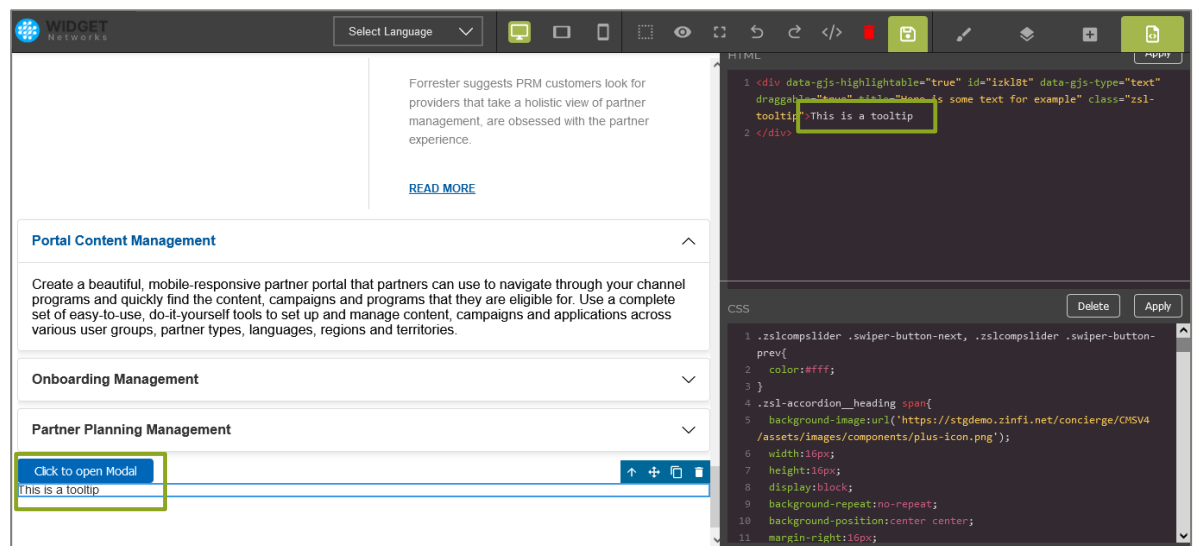 WIDGET
Networks
Select Language
</>
Forrester suggests PRM customers look for
providers that take a holistic view of partner
management, are obsessed with the partner
experience.
READ MORE
Portal Content Management
Create a beautiful, mobile-responsive partner portal that partners can use to navigate through your channel
programs and quickly find the content, campaigns and programs that they are eligible for. Use a complete
set of easy-to-use, do-it-yourself tools to set up and manage content, campaigns and applications across
various user groups, partner types, languages, regions and territories.
Onboarding Management
Partner Planning Management
Click to open Modal
This is a tooltip
HTML
Apply
1 <div data-gjs-highlightable="true" id="izkl8t" data-gjs-type="text"
draggable="true" title="Here is some text for example" class="zsl-
tooltip">This is a tooltip
2 </div>
CSS
Delete Apply
1 .zslcompslider .swiper-button-next, .zslcompslider .swiper-button-
prev{
2 color:#fff;
3 }
4 .zsl-accordion__heading span{
5 background-image:url('https://stgdemo.zinfi.net/concierge/CMSV4
/assets/images/components/plus-icon.png');
6 width:16px;
7 height:16px;
8 display:block;
9 background-repeat:no-repeat;
10 background-position:center center;
11 margin-right:16px;